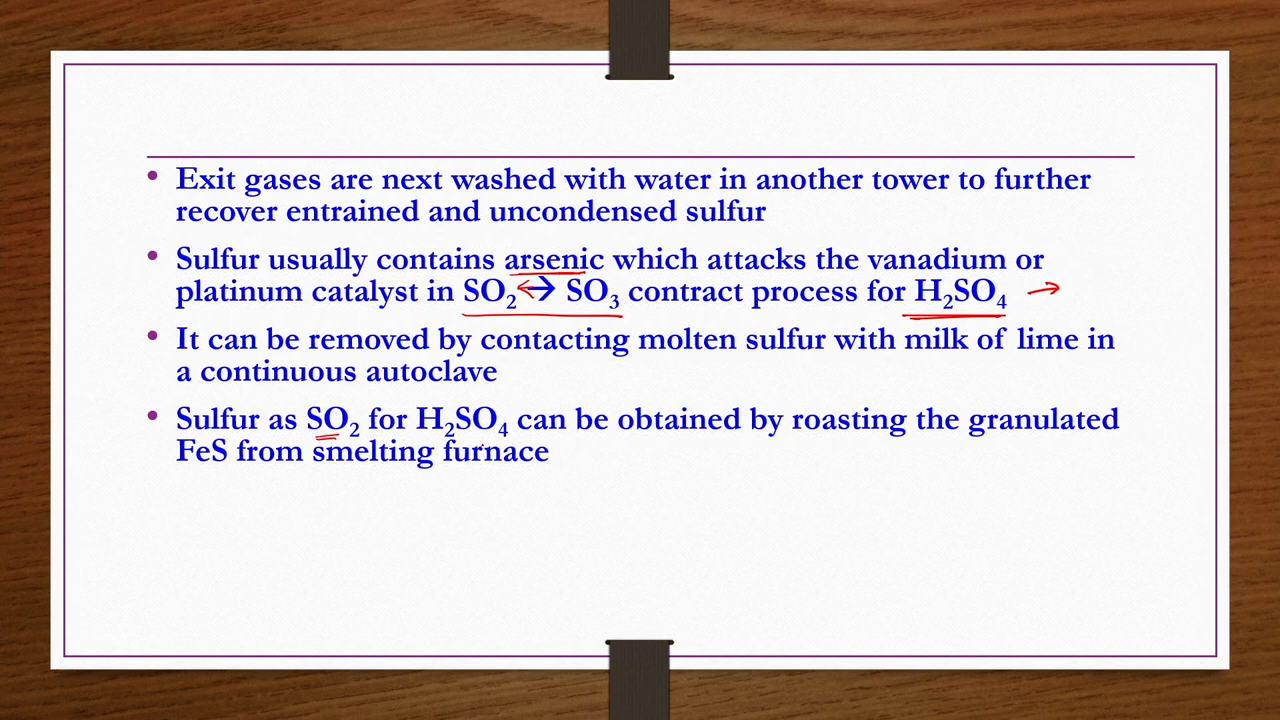 • Exit gases are next washed with water in another tower to further
recover entrained and uncondensed sulfur
• Sulfur usually contains arsenic which attacks the vanadium or
platinum catalyst in SO₂ → SO₃ contract process for H₂SO₄ →
• It can be removed by contacting molten sulfur with milk of lime in
a continuous autoclave
• Sulfur as SO₂ for H₂SO₄ can be obtained by roasting the granulated
FeS from smelting furnace